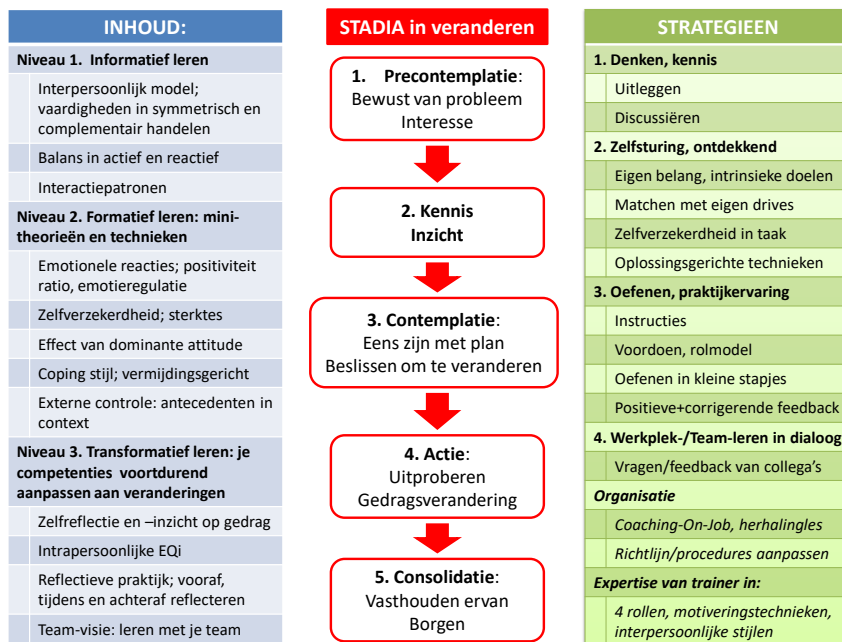 INHOUD:
Niveau 1. Informatief leren
Interpersoonlijk model;
vaardigheden in symmetrisch en
complementair handelen
Balans in actief en reactief
Interactiepatronen
Niveau 2. Formatief leren: mini-
theorieën en technieken
Emotionele reacties; positiviteit
ratio, emotieregulatie
Zelfverzekerdheid; sterktes
Effect van dominante attitude
Coping stijl; vermijdingsgericht
Externe controle: antecedenten in
context
Niveau 3. Transformatief leren: je
competenties voortdurend
aanpassen aan veranderingen
Zelfreflectie en –inzicht op gedrag
Intrapersoonlijke EQi
Reflectieve praktijk; vooraf,
tijdens en achteraf reflecteren
Team-visie: leren met je team
STADIA in veranderen
1. Precontemplatie:
Bewust van probleem
Interesse
2. Kennis
Inzicht
3. Contemplatie:
Eens zijn met plan
Beslissen om te veranderen
4. Actie:
Uitproberen
Gedragsverandering
5. Consolidatie:
Vasthouden ervan
Borgen
STRATEGIEEN
1. Denken, kennis
Uitleggen
Discussiëren
2. Zelfsturing, ontdekkend
Eigen belang, intrinsieke doelen
Matchen met eigen drives
Zelfverzekerdheid in taak
Oplossingsgerichte technieken
3. Oefenen, praktijkervaring
Instructies
Voordoen, rolmodel
Oefenen in kleine stapjes
Positieve+corrigerende feedback
4. Werkplek-/Team-leren in dialoog
Vragen/feedback van collega's
Organisatie
Coaching-On-Job, herhalingles
Richtlijn/procedures aanpassen
Expertise van trainer in:
4 rollen, motiveringstechnieken,
interpersoonlijke stijlen